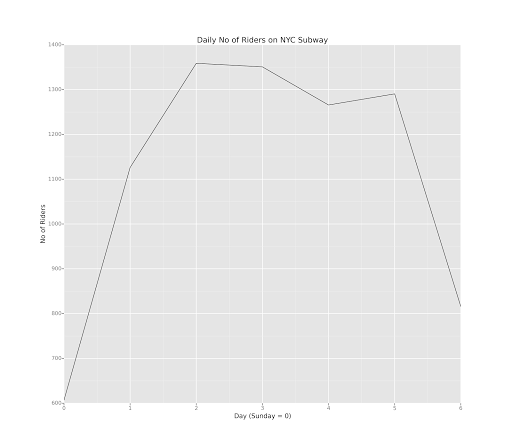 Daily No of Riders on NYC Subway
1400
1300
1200
1100
1000
900
800
700
600
No of Riders
0 1 2 3 4 5 6
Day (Sunday = 0)